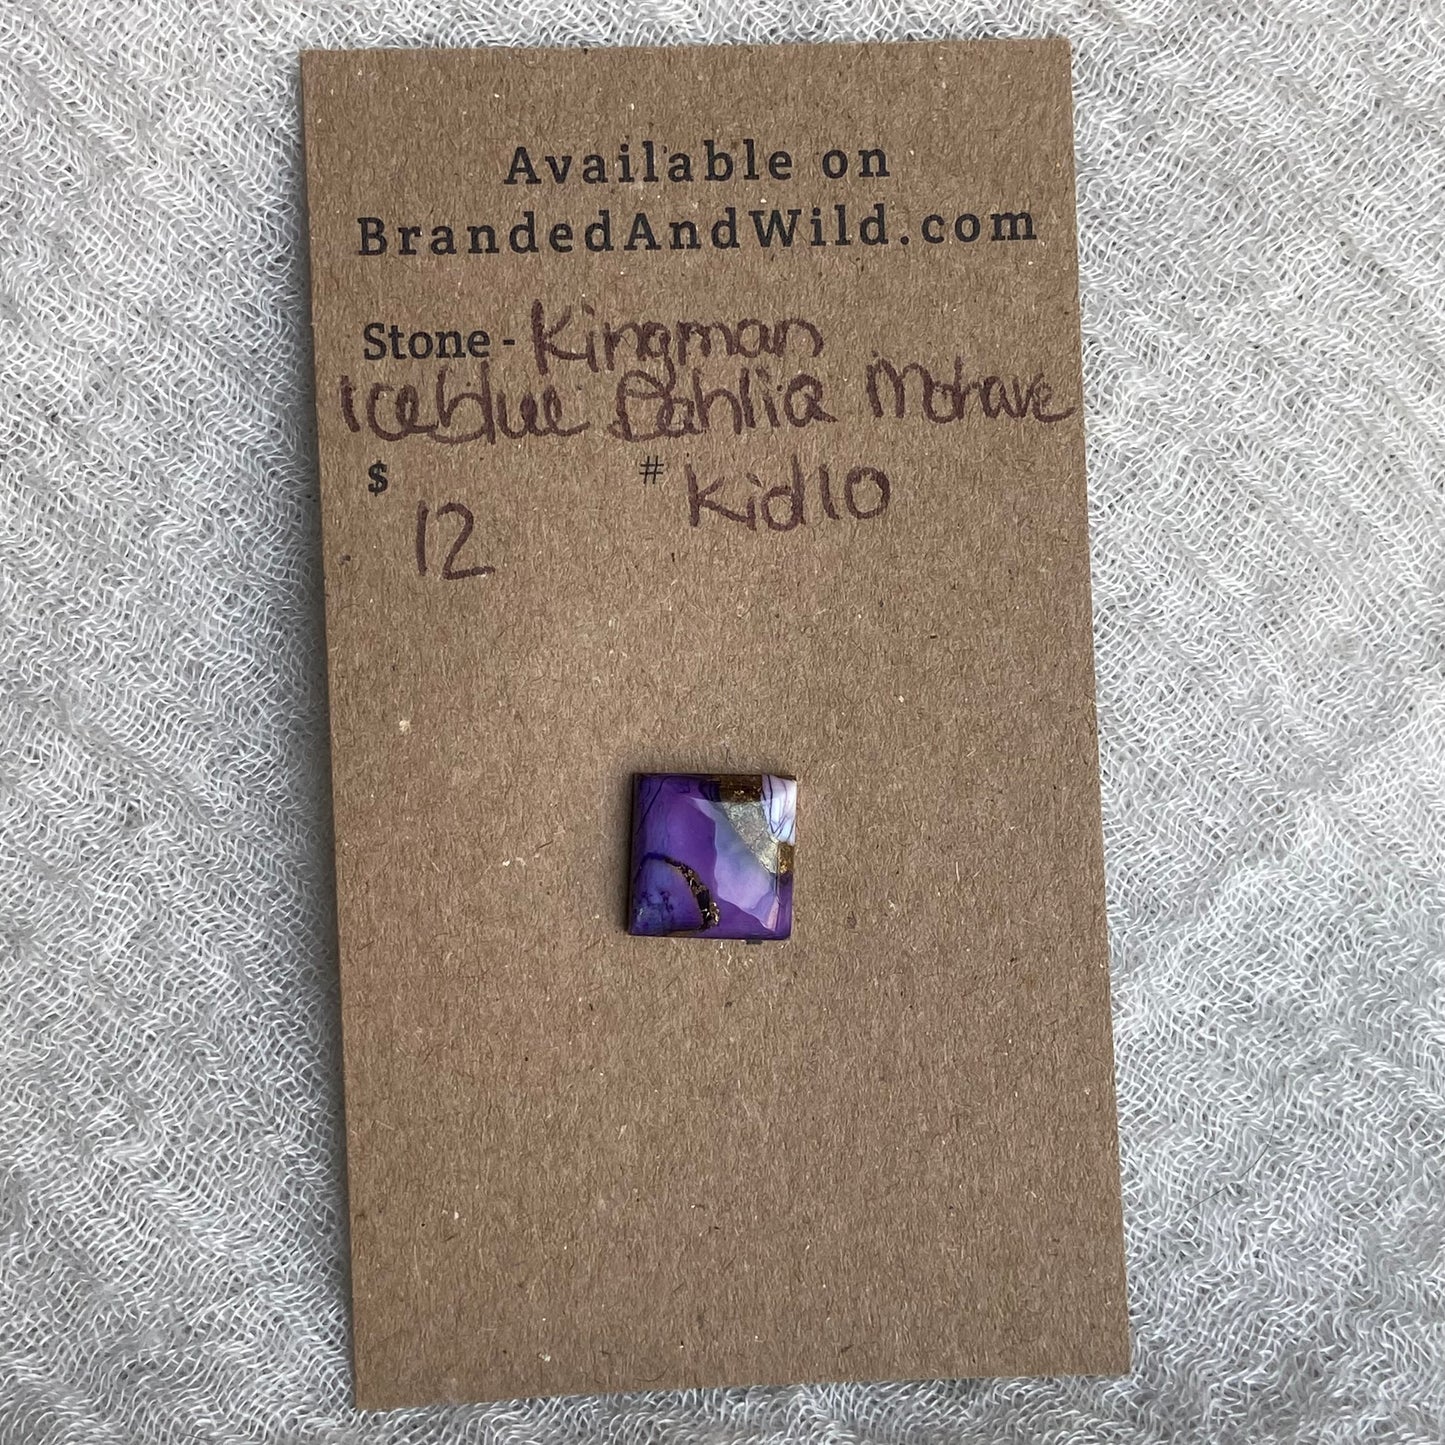 Available on
BrandedAndWild.com
Stone - Kingman
Iceblue Dahlia Mohave
$ 12 # Kid10